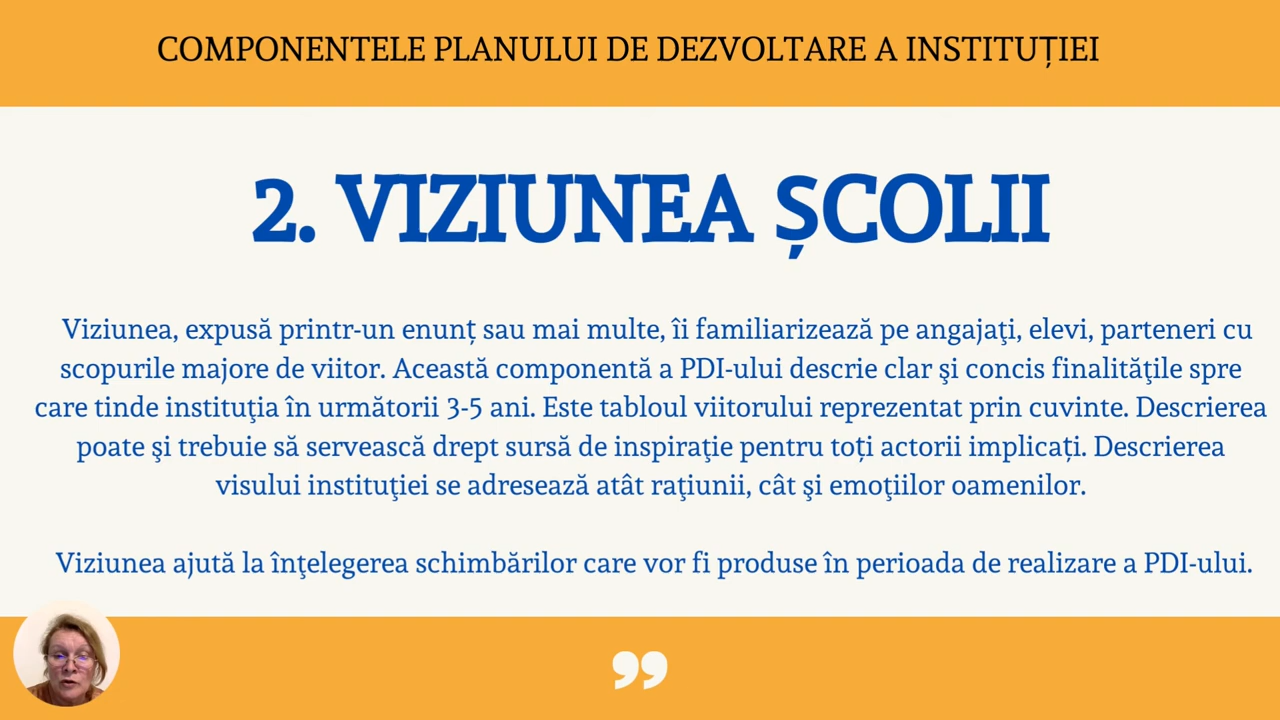 COMPONENTELE PLANULUI DE DEZVOLTARE A INSTITUȚIEI
2. VIZIUNEA ȘCOLII
Viziunea, expusă printr-un enunț sau mai multe, îi familiarizează pe angajaţi, elevi, parteneri cu
scopurile majore de viitor. Această componentă a PDI-ului descrie clar şi concis finalităţile spre
care tinde instituţia în următorii 3-5 ani. Este tabloul viitorului reprezentat prin cuvinte. Descrierea
poate şi trebuie să servească drept sursă de inspiraţie pentru toți actorii implicați. Descrierea
visului instituţiei se adresează atât raţiunii, cât şi emoţiilor oamenilor.
Viziunea ajută la înţelegerea schimbărilor care vor fi produse în perioada de realizare a PDI-ului.
”